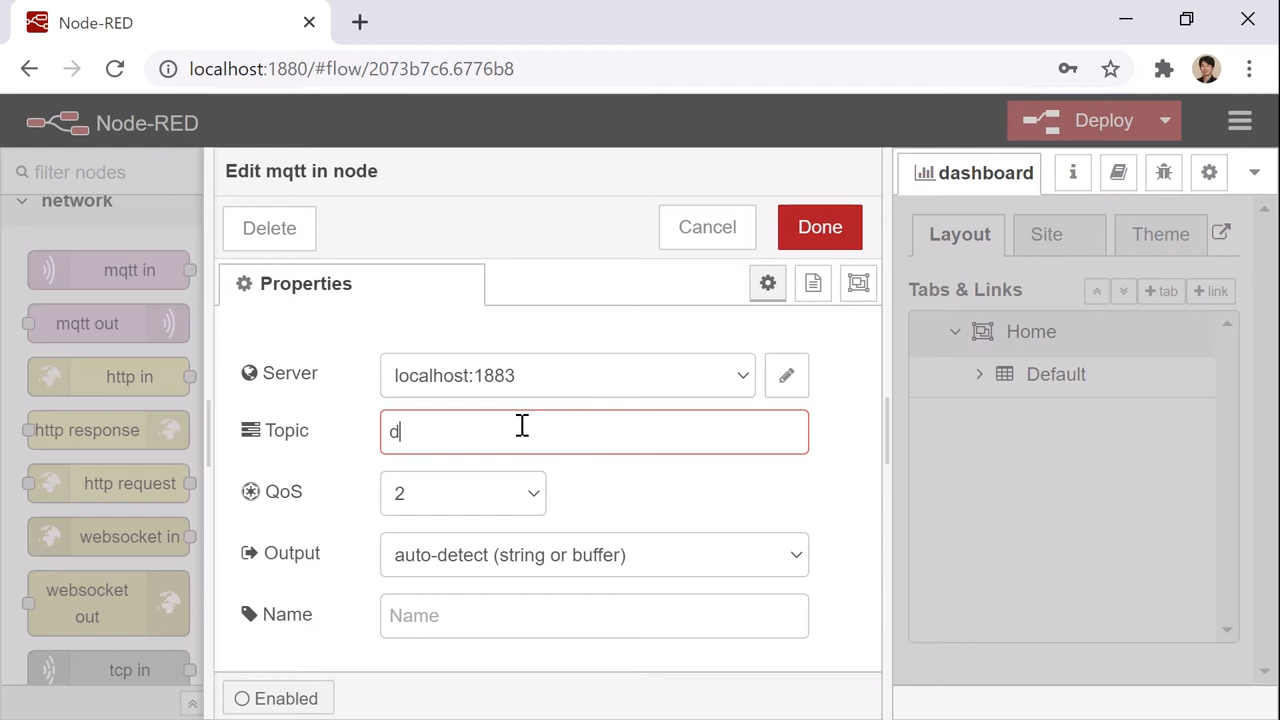 Node-RED
localhost:1880/#flow/2073b7c6.6776b8
Node-RED
Deploy
filter nodes
network
mqtt in
mqtt out
http in
http response
http request
websocket in
websocket
out
tcp in
Edit mqtt in node
Delete
Cancel
Done
Properties
Server
localhost:1883
Topic
d
QoS
2
Output
auto-detect (string or buffer)
Name
Name
Enabled
dashboard
Layout
Site
Theme
Tabs & Links
+ tab
+ link
Home
Default